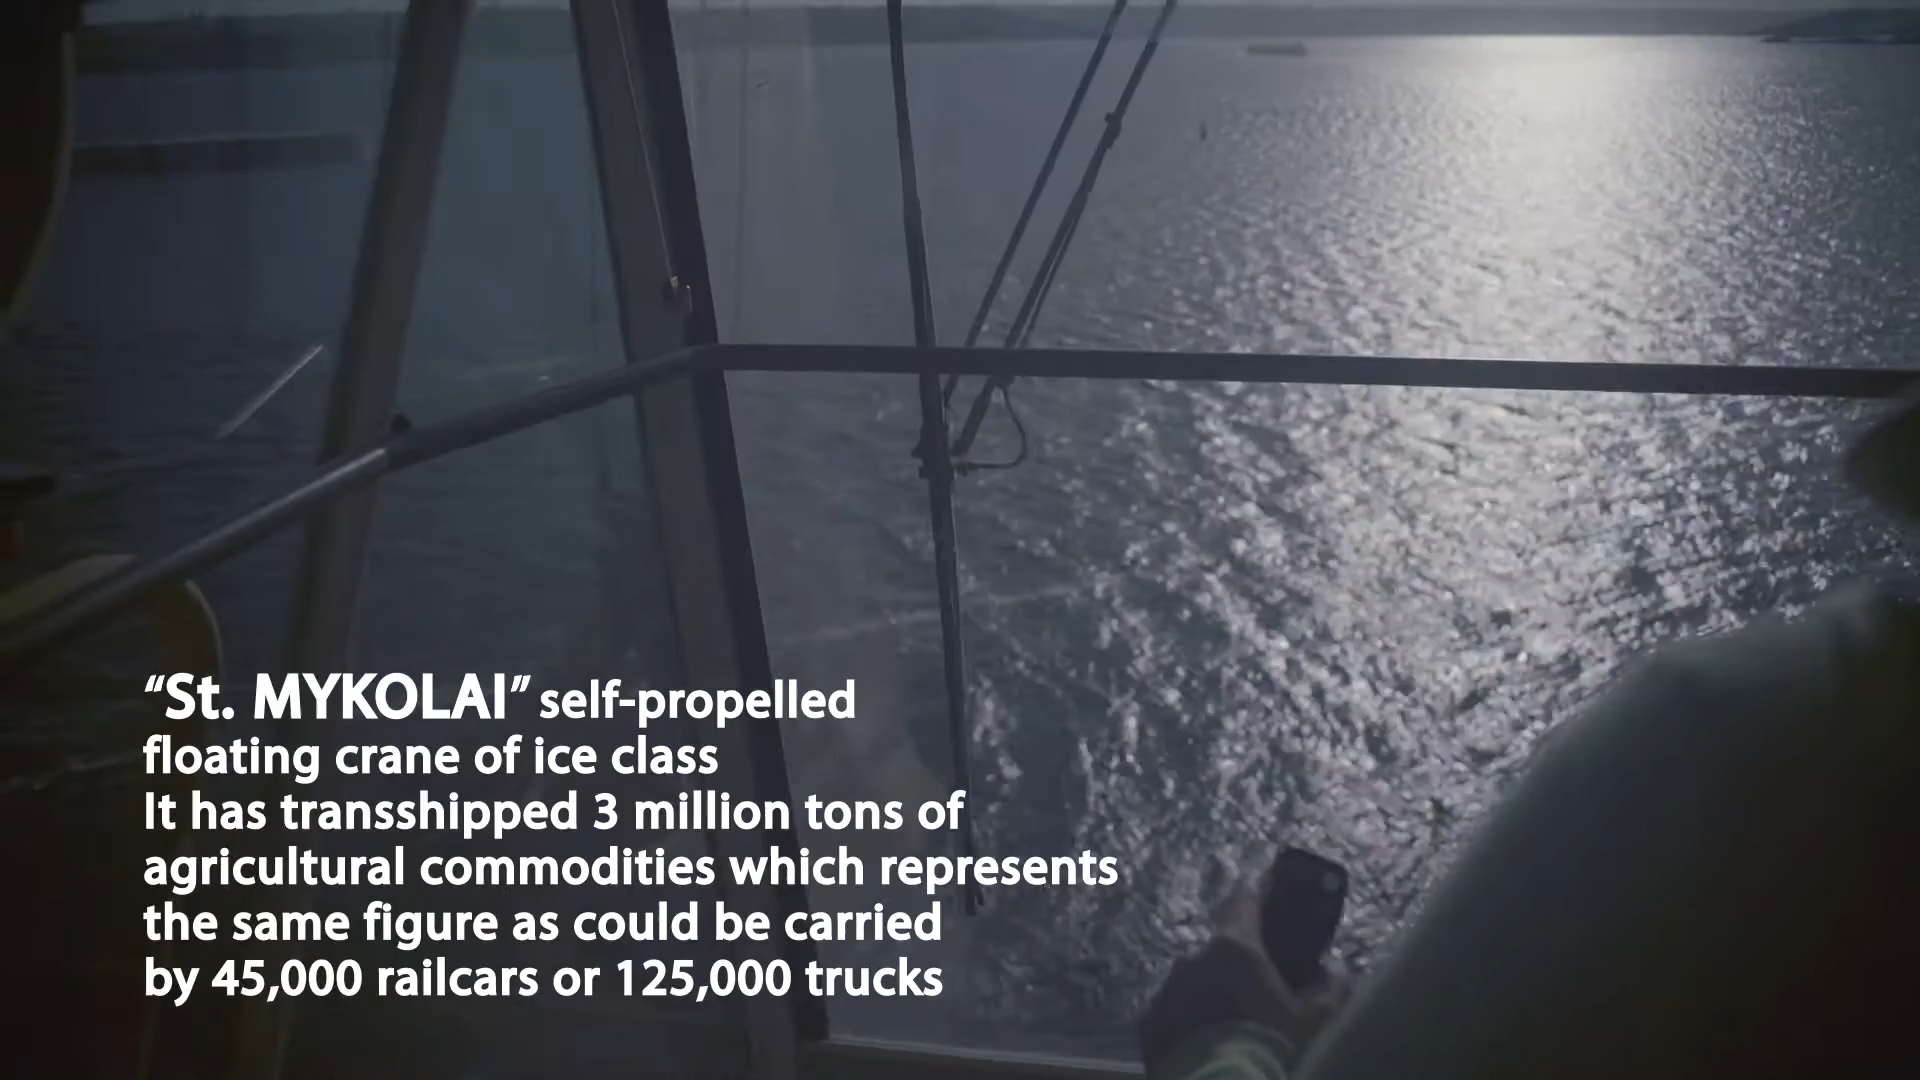 “St. MYKOLAI” self-propelled
floating crane of ice class
It has transshipped 3 million tons of
agricultural commodities which represents
the same figure as could be carried
by 45,000 railcars or 125,000 trucks